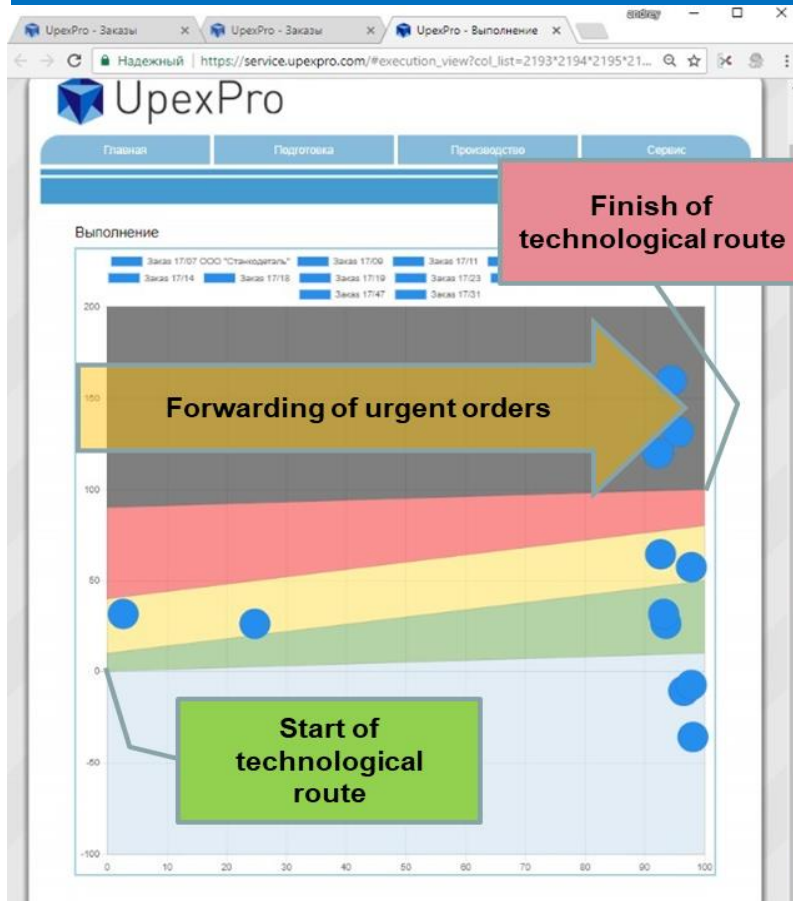 UpexPro - Заказы
UpexPro - Заказы
UpexPro - Выполнение
andrey
Надежный
https://service.upexpro.com/#execution_view?col_list=2193*2194*2195*21...
UpexPro
Главная
Подготовка
Производство
Сервис
Finish of
technological route
Выполнение
Заказ 17/07 ООО "Станкодеталь"
Заказ 17/09
Заказ 17/11
Заказ 17/14
Заказ 17/18
Заказ 17/19
Заказ 17/23
Заказ 17/47
Заказ 17/31
200
150
Forwarding of urgent orders
100
50
0
Start of
technological
route
-50
-100
0 10 20 30 40 50 60 70 80 90 100